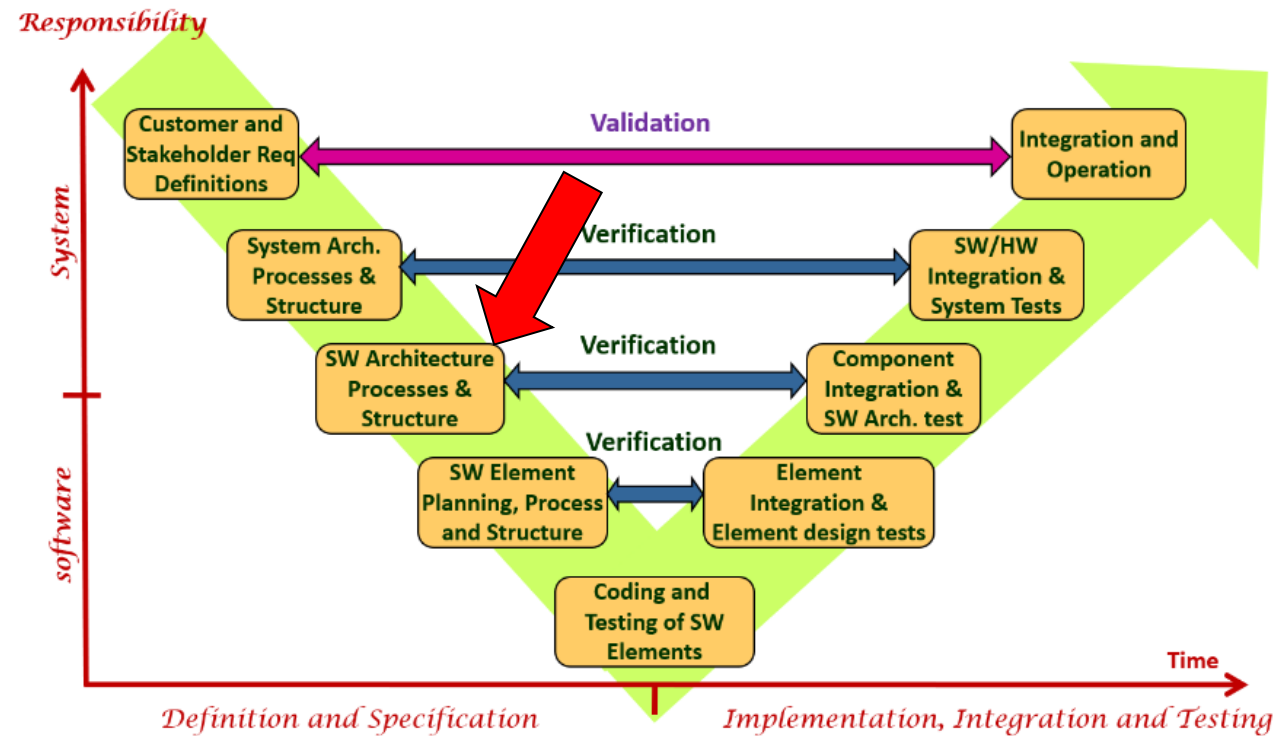 Responsibility
Validation
Customer and
Stakeholder Req
Definitions
Integration and
Operation
System
Verification
System Arch.
Processes &
Structure
SW/HW
Integration &
System Tests
Verification
SW Architecture
Processes &
Structure
Component
Integration &
SW Arch. test
Verification
software
SW Element
Planning, Process
and Structure
Element
Integration &
Element design tests
Coding and
Testing of SW
Elements
Time
Definition and Specification
Implementation, Integration and Testing